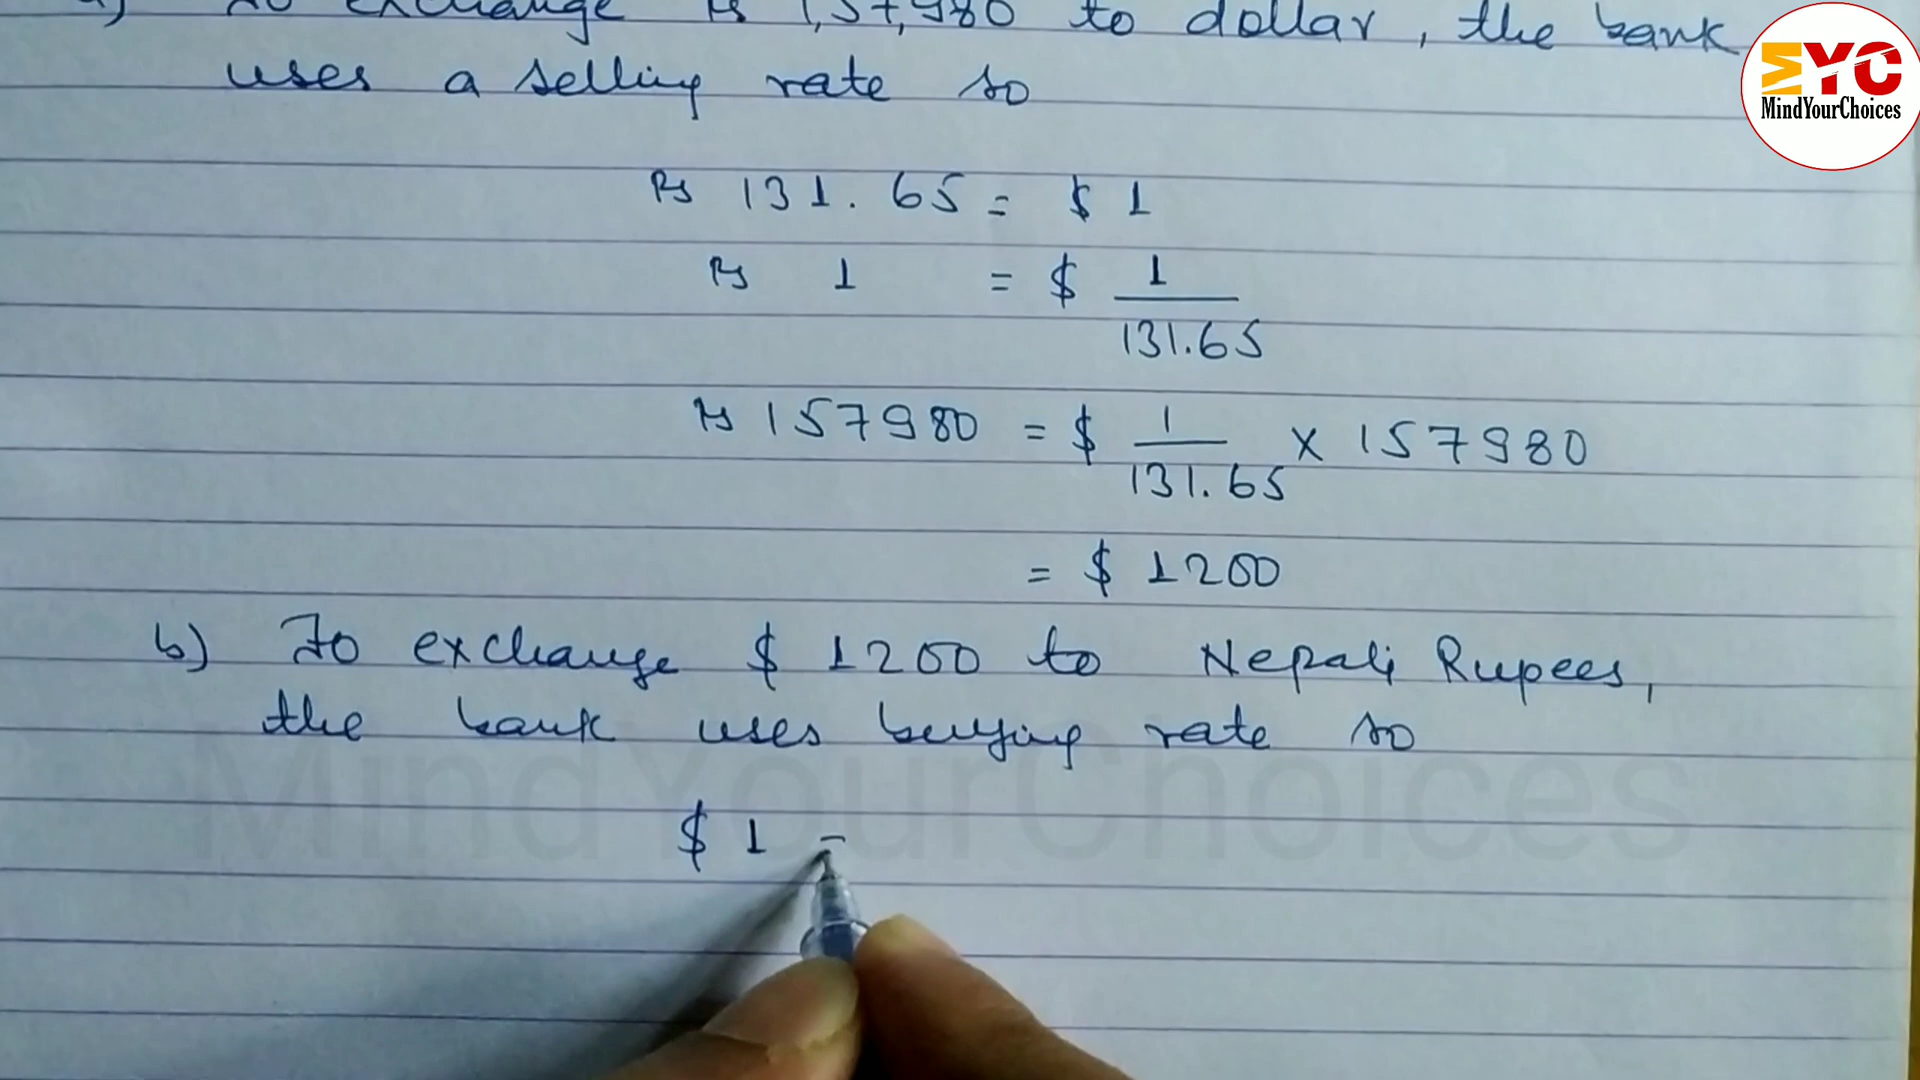 a) To exchange Rs 1,57,980 to dollar, the bank
uses a selling rate so
MYC
MindYourChoices
Rs 131.65 = $ 1
Rs 1 = $ 1/131.65
Rs 157980 = $ 1/131.65 × 157980
= $ 1200
b) To exchange $ 1200 to Nepali Rupees,
the bank uses buying rate so
MindYourChoices
$ 1 -